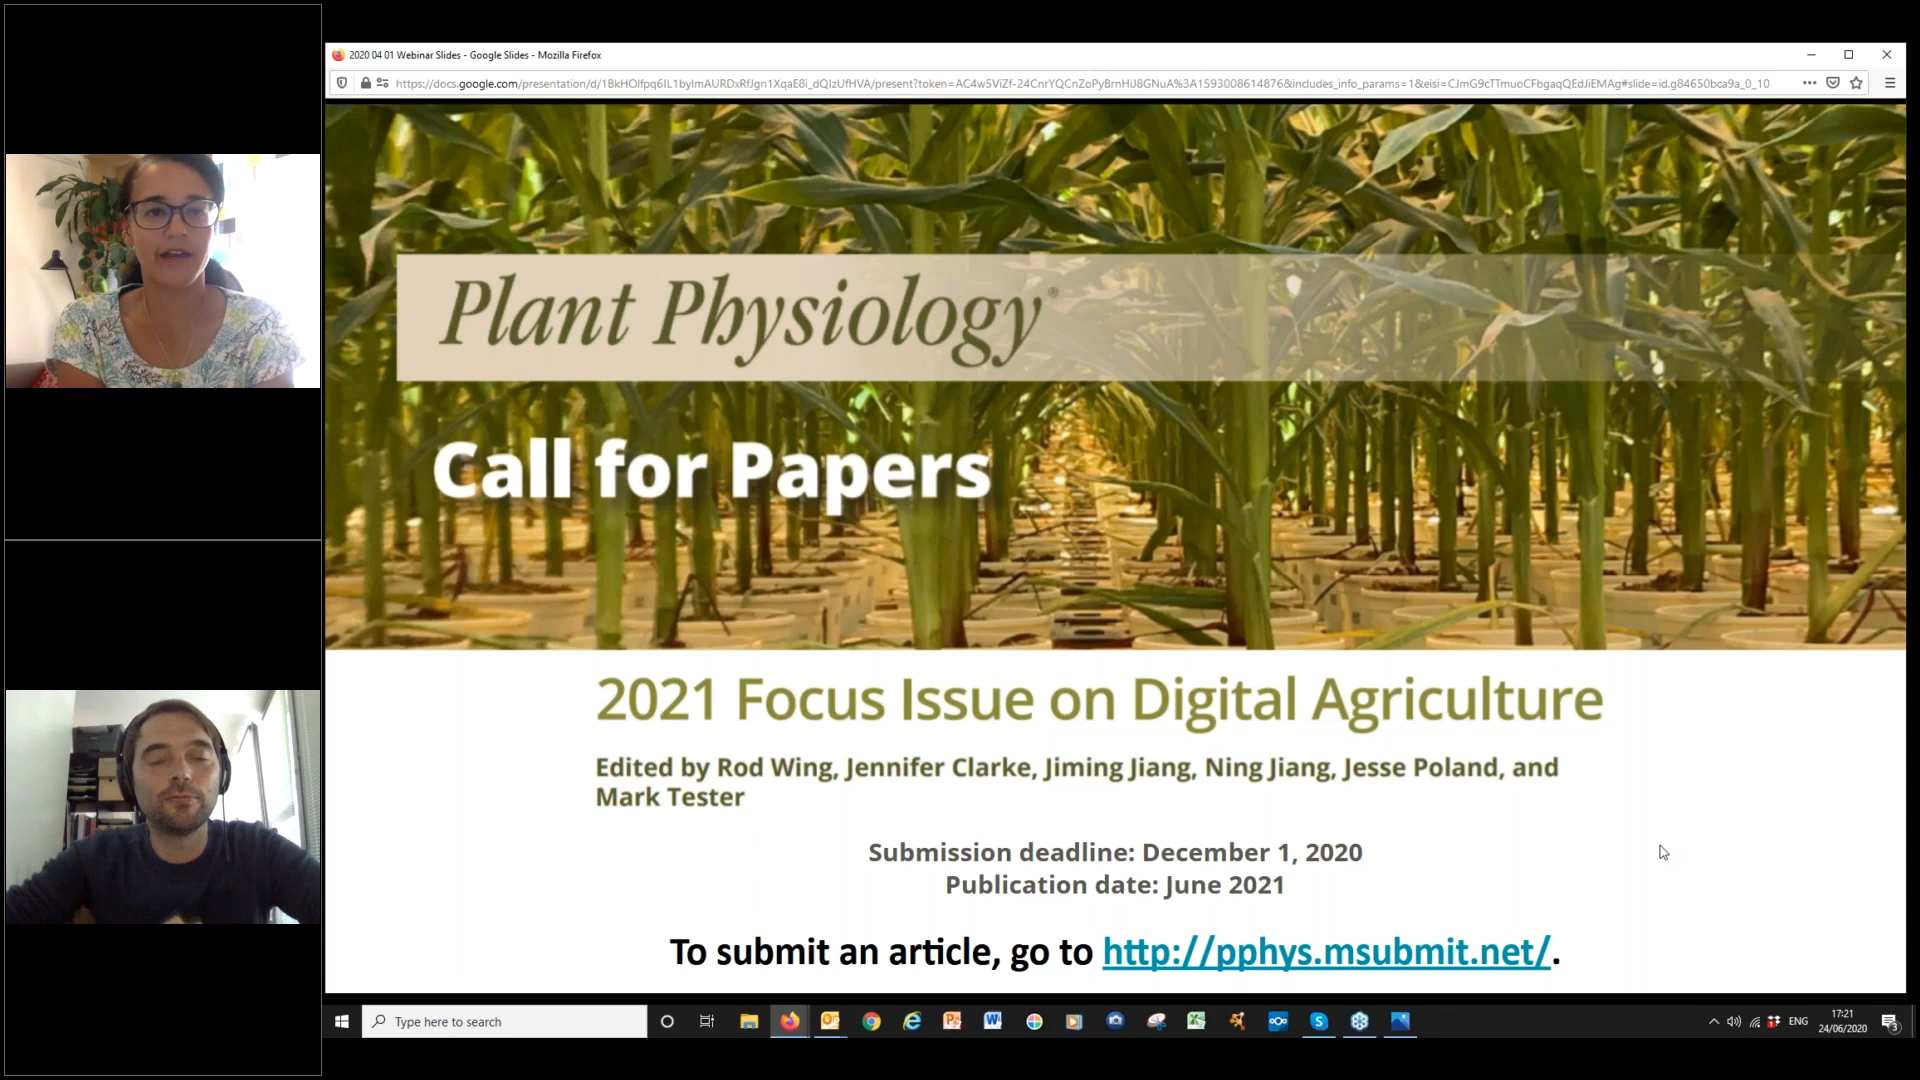 2020 04 01 Webinar Slides - Google Slides - Mozilla Firefox
Plant Physiology®
Call for Papers
2021 Focus Issue on Digital Agriculture
Edited by Rod Wing, Jennifer Clarke, Jiming Jiang, Ning Jiang, Jesse Poland, and
Mark Tester
Submission deadline: December 1, 2020
Publication date: June 2021
To submit an article, go to http://pphys.msubmit.net/.
Type here to search
ENG
17:21
24/06/2020
3